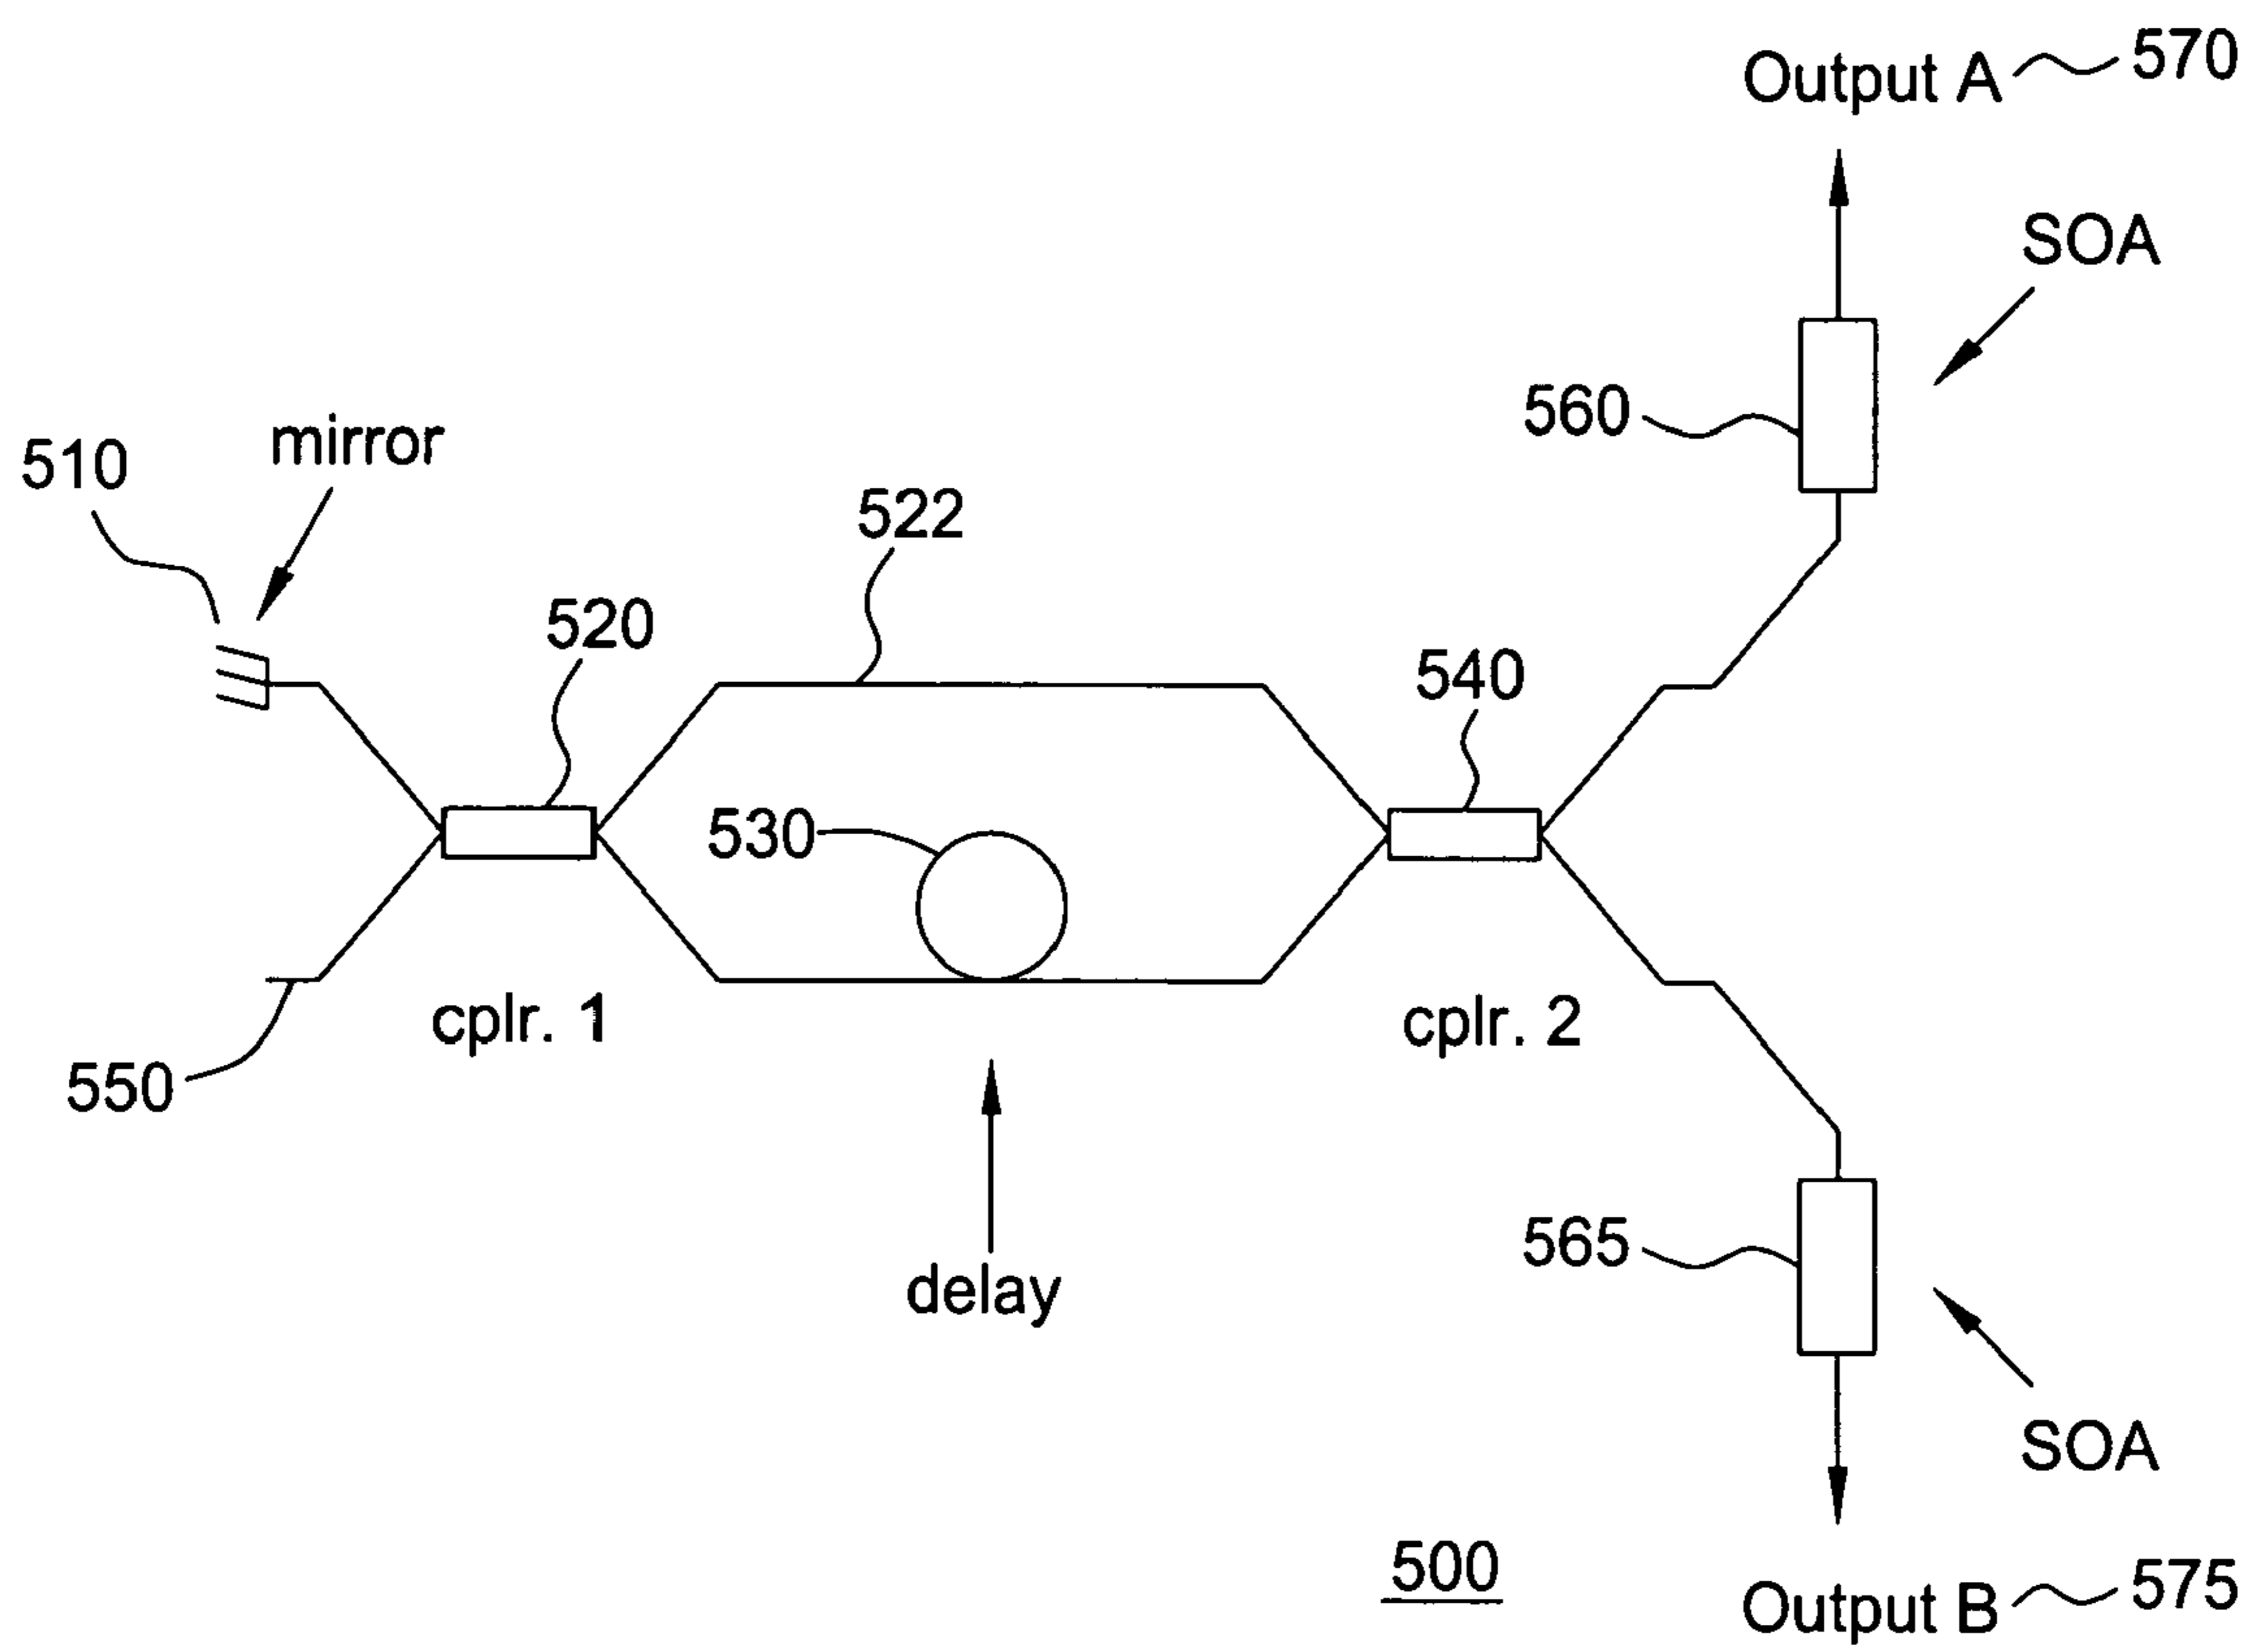 Output A 570
SOA
560
mirror
510
522
520
540
530
cplr. 1
cplr. 2
550
delay
565
SOA
500
Output B 575